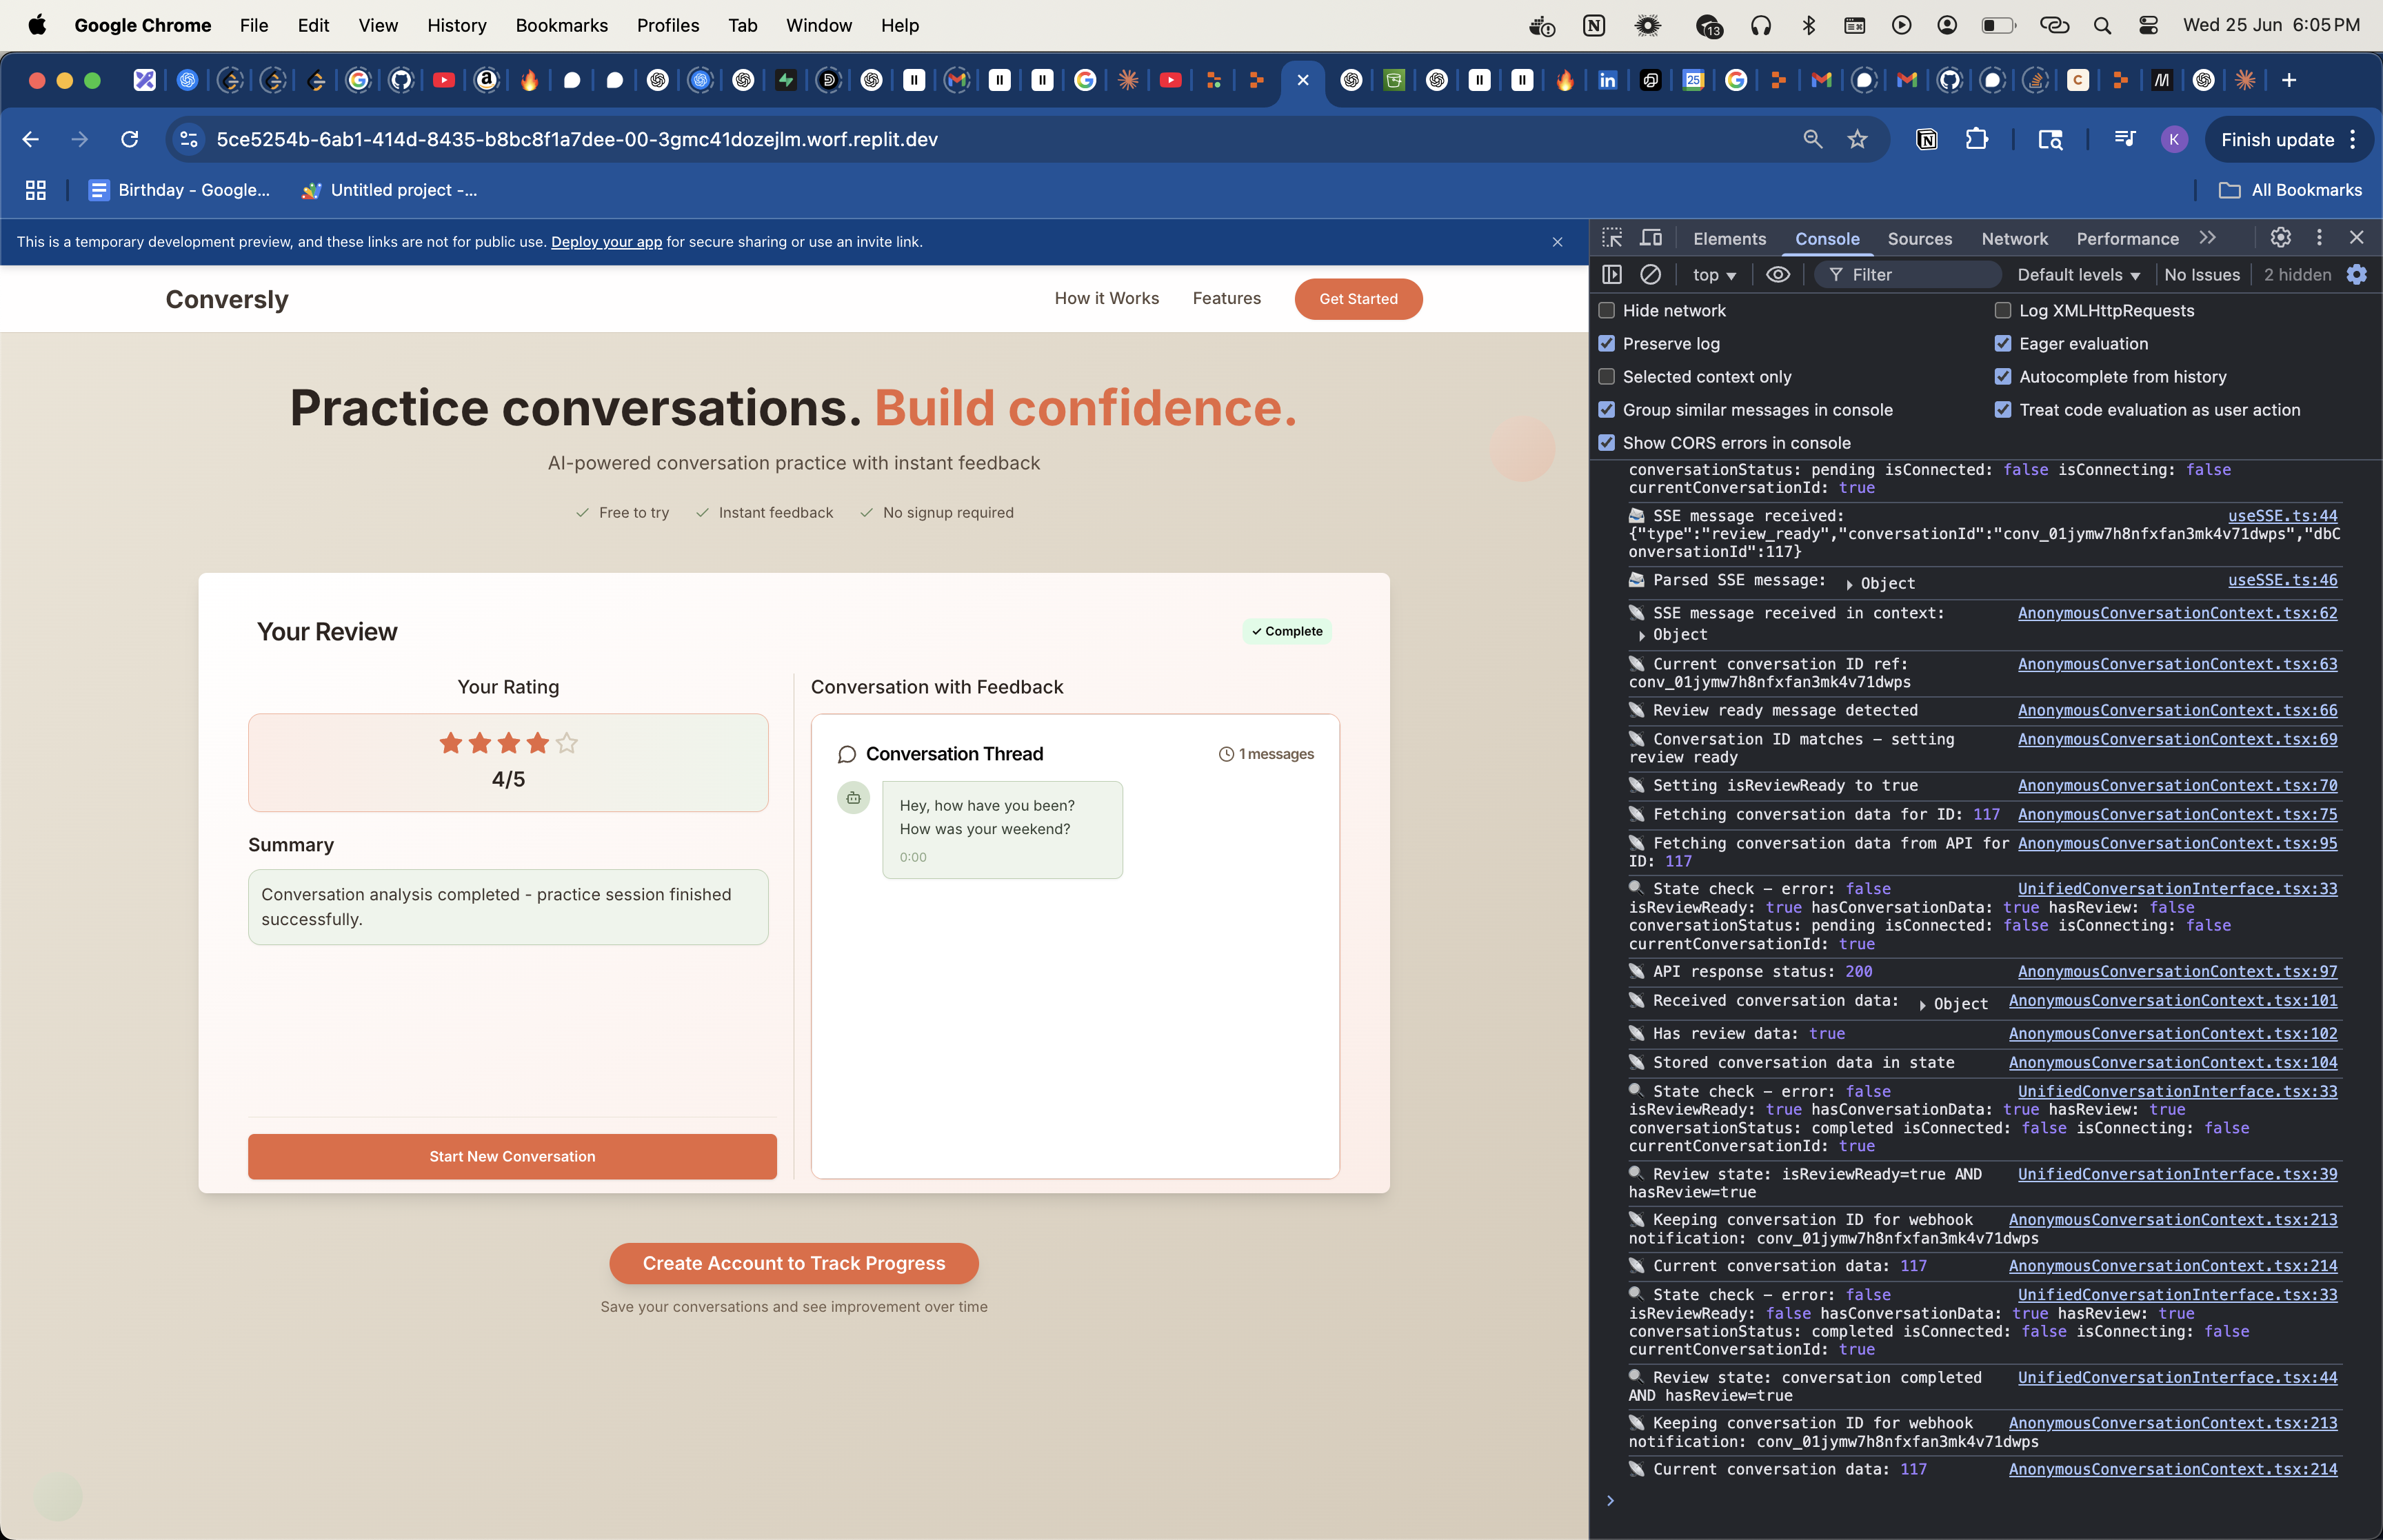 Google Chrome File Edit View History Bookmarks Profiles Tab Window Help 13 Wed 25 Jun 6:05 PM
5ce5254b-6ab1-414d-8435-b8bc8f1a7dee-00-3gmc41dozejlm.worf.replit.dev K Finish update
Birthday - Google... Untitled project -... All Bookmarks
This is a temporary development preview, and these links are not for public use. Deploy your app for secure sharing or use an invite link.
Conversly How it Works Features Get Started
Practice conversations. Build confidence.
AI-powered conversation practice with instant feedback
Free to try Instant feedback No signup required
Your Review
✓ Complete
Your Rating
4/5
Summary
Conversation analysis completed - practice session finished
successfully.
Start New Conversation
Conversation with Feedback
Conversation Thread 1 messages
Hey, how have you been?
How was your weekend?
0:00
Create Account to Track Progress
Save your conversations and see improvement over time
Elements Console Sources Network Performance
top Filter Default levels No Issues 2 hidden
Hide network Log XMLHttpRequests
Preserve log Eager evaluation
Selected context only Autocomplete from history
Group similar messages in console Treat code evaluation as user action
Show CORS errors in console
conversationStatus: pending isConnected: false isConnecting: false
currentConversationId: true
SSE message received: useSSE.ts:44
{"type":"review_ready","conversationId":"conv_01jymw7h8nfxfan3mk4v71dwps","dbC
onversationId":117}
Parsed SSE message: Object useSSE.ts:46
SSE message received in context: AnonymousConversationContext.tsx:62
Object
Current conversation ID ref: AnonymousConversationContext.tsx:63
conv_01jymw7h8nfxfan3mk4v71dwps
Review ready message detected AnonymousConversationContext.tsx:66
Conversation ID matches – setting AnonymousConversationContext.tsx:69
review ready
Setting isReviewReady to true AnonymousConversationContext.tsx:70
Fetching conversation data for ID: 117 AnonymousConversationContext.tsx:75
Fetching conversation data from API for AnonymousConversationContext.tsx:95
ID: 117
State check – error: false UnifiedConversationInterface.tsx:33
isReviewReady: true hasConversationData: true hasReview: false
conversationStatus: pending isConnected: false isConnecting: false
currentConversationId: true
API response status: 200 AnonymousConversationContext.tsx:97
Received conversation data: Object AnonymousConversationContext.tsx:101
Has review data: true AnonymousConversationContext.tsx:102
Stored conversation data in state AnonymousConversationContext.tsx:104
State check – error: false UnifiedConversationInterface.tsx:33
isReviewReady: true hasConversationData: true hasReview: true
conversationStatus: completed isConnected: false isConnecting: false
currentConversationId: true
Review state: isReviewReady=true AND UnifiedConversationInterface.tsx:39
hasReview=true
Keeping conversation ID for webhook AnonymousConversationContext.tsx:213
notification: conv_01jymw7h8nfxfan3mk4v71dwps
Current conversation data: 117 AnonymousConversationContext.tsx:214
State check – error: false UnifiedConversationInterface.tsx:33
isReviewReady: false hasConversationData: true hasReview: true
conversationStatus: completed isConnected: false isConnecting: false
currentConversationId: true
Review state: conversation completed UnifiedConversationInterface.tsx:44
AND hasReview=true
Keeping conversation ID for webhook AnonymousConversationContext.tsx:213
notification: conv_01jymw7h8nfxfan3mk4v71dwps
Current conversation data: 117 AnonymousConversationContext.tsx:214